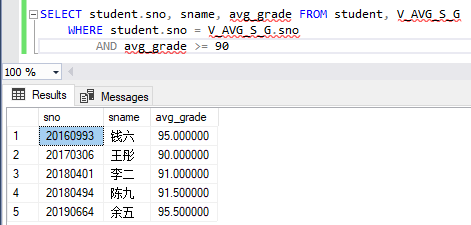 SELECT student.sno, sname, avg_grade FROM student, V_AVG_S_G
WHERE student.sno = V_AVG_S_G.sno
AND avg_grade >= 90
100 %
Results Messages
sno sname avg_grade
1 20160993 钱六 95.000000
2 20170306 王彤 90.000000
3 20180401 李二 91.000000
4 20180494 陈九 91.500000
5 20190664 余五 95.500000